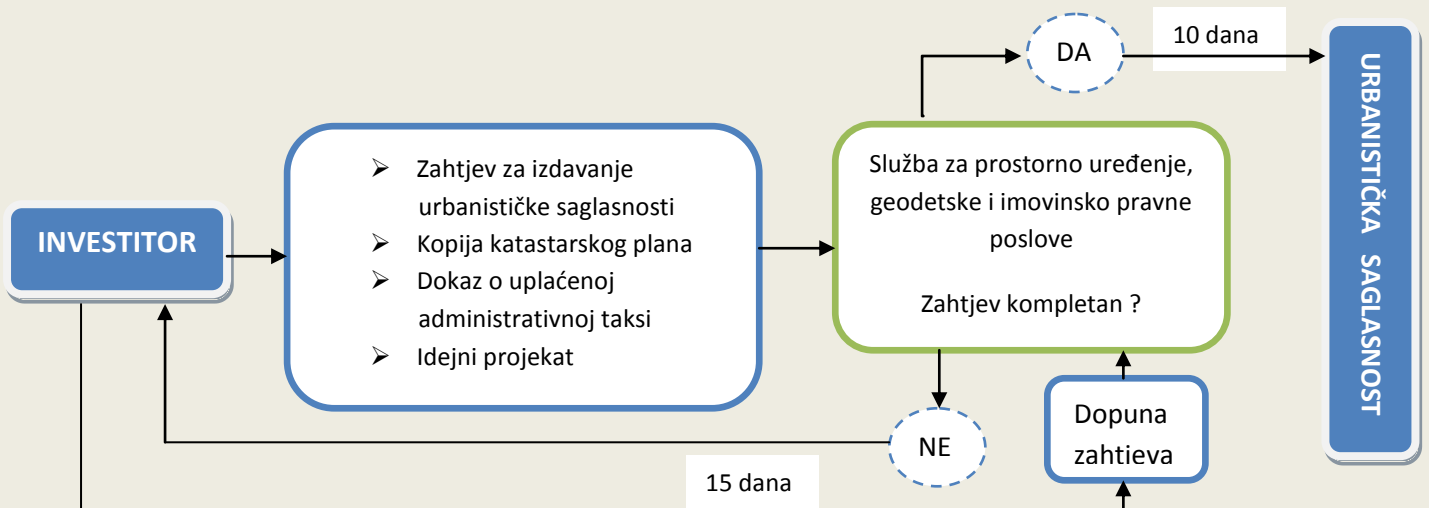 INVESTITOR
➢ Zahtjev za izdavanje
urbanističke saglasnosti
➢ Kopija katastarskog plana
➢ Dokaz o uplaćenoj
administrativnoj taksi
➢ Idejni projekat
Služba za prostorno uređenje,
geodetske i imovinsko pravne
poslove
Zahtjev kompletan ?
DA
10 dana
URBANISTIČKA SAGLASNOST
NE
15 dana
Dopuna
zahtieva